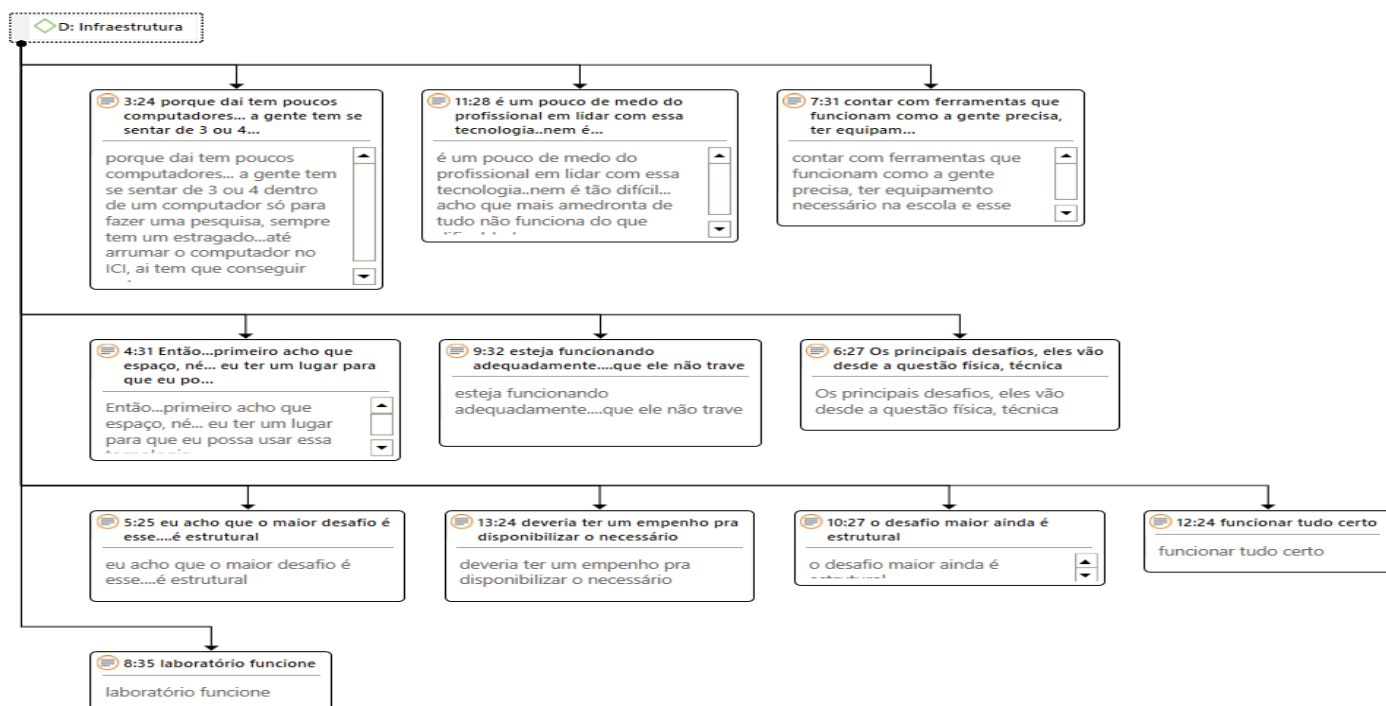 D: Infraestrutura
3:24 porque dai tem poucos
computadores... a gente tem se
sentar de 3 ou 4...
porque dai tem poucos
computadores... a gente tem
se sentar de 3 ou 4 dentro
de um computador só para
fazer uma pesquisa, sempre
tem um estragado...até
arrumar o computador no
ICI, ai tem que conseguir
11:28 é um pouco de medo do
profissional em lidar com essa
tecnologia..nem é...
é um pouco de medo do
profissional em lidar com essa
tecnologia..nem é tão difícil...
acho que mais amedronta de
tudo não funciona do que
7:31 contar com ferramentas que
funcionam como a gente precisa,
ter equipam...
contar com ferramentas que
funcionam como a gente
precisa, ter equipamento
necessário na escola e esse
4:31 Então...primeiro acho que
espaço, né... eu ter um lugar para
que eu po...
Então...primeiro acho que
espaço, né... eu ter um lugar
para que eu possa usar essa
9:32 esteja funcionando
adequadamente....que ele não trave
esteja funcionando
adequadamente....que ele não trave
6:27 Os principais desafios, eles vão
desde a questão física, técnica
Os principais desafios, eles vão
desde a questão física, técnica
5:25 eu acho que o maior desafio é
esse....é estrutural
eu acho que o maior desafio é
esse....é estrutural
13:24 deveria ter um empenho pra
disponibilizar o necessário
deveria ter um empenho pra
disponibilizar o necessário
10:27 o desafio maior ainda é
estrutural
o desafio maior ainda é
12:24 funcionar tudo certo
funcionar tudo certo
8:35 laboratório funcione
laboratório funcione